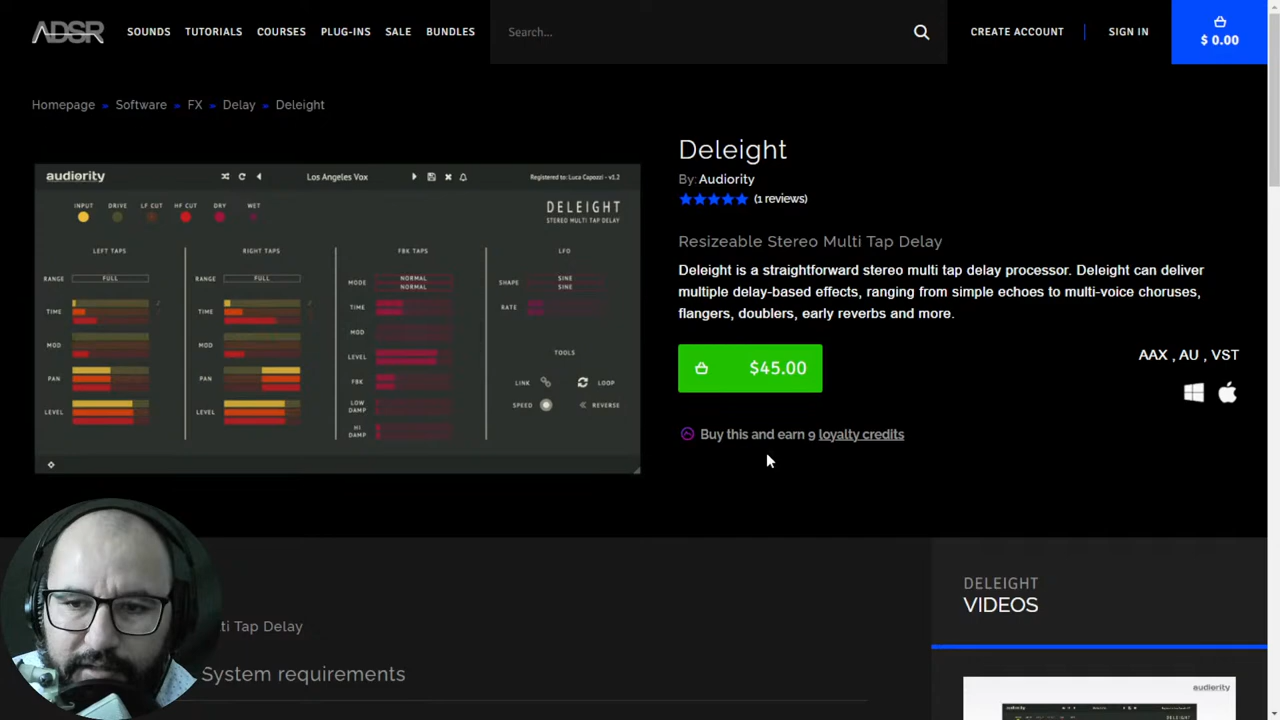 ADSR
SOUNDS TUTORIALS COURSES PLUG-INS SALE BUNDLES
Search...
CREATE ACCOUNT SIGN IN
$ 0.00
Homepage » Software » FX » Delay » Deleight
audiority Los Angeles Vox Registered to: Luca Capozzi - v1.2
INPUT DRIVE LF CUT HF CUT DRY WET
DELEIGHT
STEREO MULTI TAP DELAY
LEFT TAPS RIGHT TAPS FBK TAPS LFO
RANGE FULL RANGE FULL MODE NORMAL SHAPE SINE
NORMAL SINE
TIME TIME TIME RATE
MOD MOD MOD
LEVEL TOOLS
PAN PAN FBK LINK LOOP
LEVEL LEVEL LOW DAMP SPEED REVERSE
HI DAMP
Deleight
By: Audiority
(1 reviews)
Resizeable Stereo Multi Tap Delay
Deleight is a straightforward stereo multi tap delay processor. Deleight can deliver
multiple delay-based effects, ranging from simple echoes to multi-voice choruses,
flangers, doublers, early reverbs and more.
$45.00
AAX , AU , VST
Buy this and earn 9 loyalty credits
lti Tap Delay
System requirements
DELEIGHT
VIDEOS
audiority